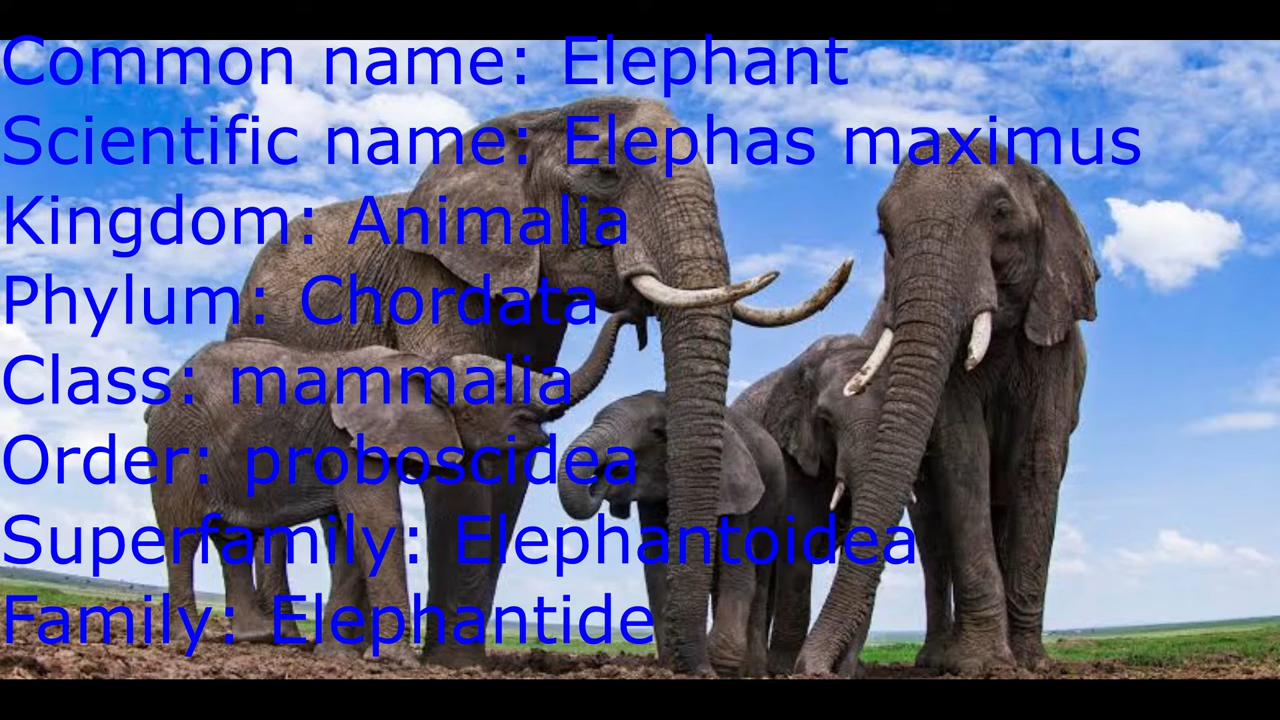 Common name: Elephant
Scientific name: Elephas maximus
Kingdom: Animalia
Phylum: Chordata
Class: mammalia
Order: proboscidea
Superfamily: Elephantoidea
Family: Elephantide